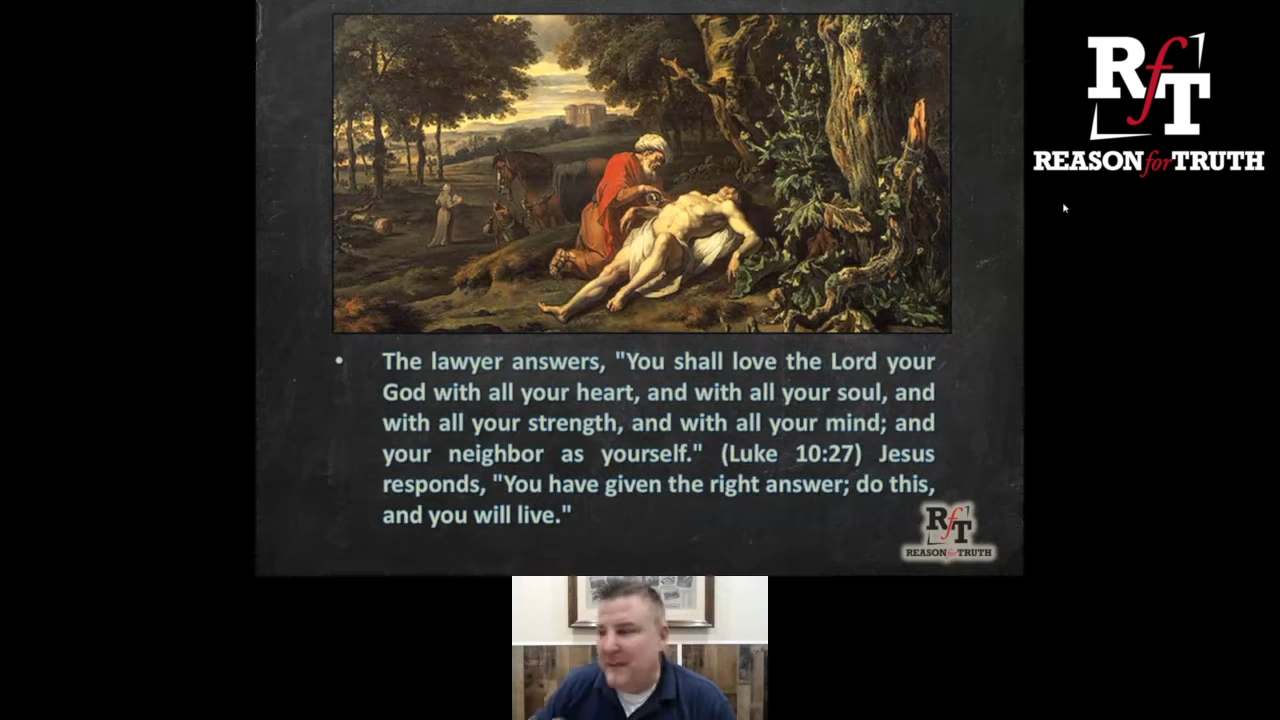 RfT
REASON for TRUTH
• The lawyer answers, "You shall love the Lord your
God with all your heart, and with all your soul, and
with all your strength, and with all your mind; and
your neighbor as yourself." (Luke 10:27) Jesus
responds, "You have given the right answer; do this,
and you will live."
RfT
REASON for TRUTH